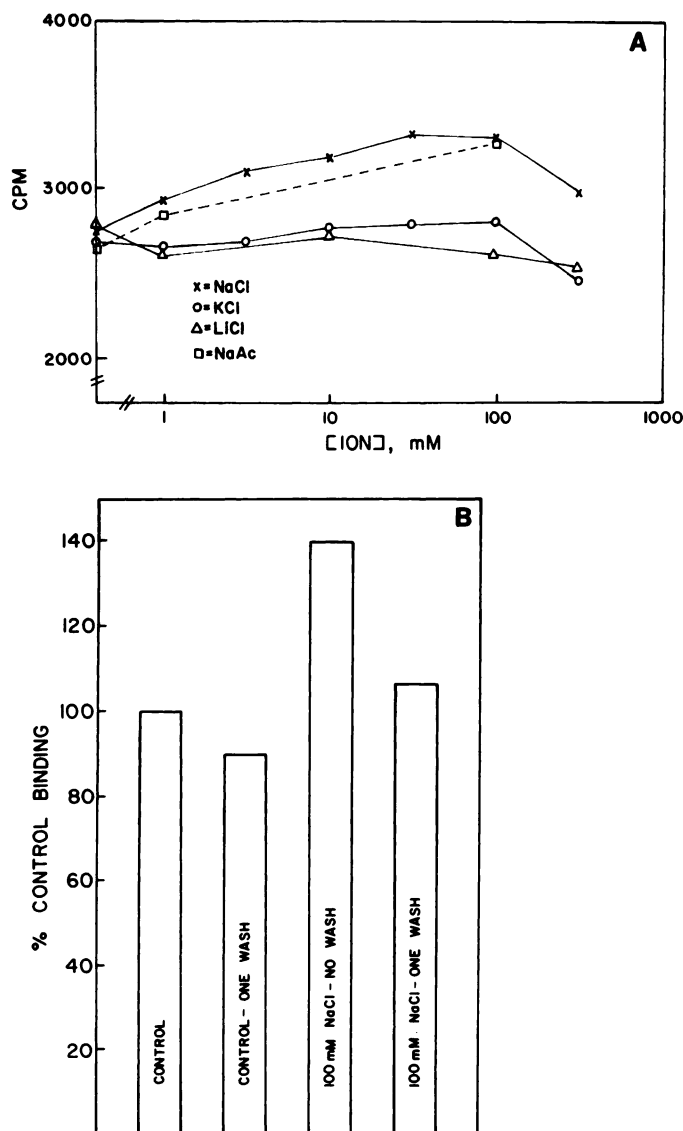 4000
A
3000
CPM
x=NaCl
o=KCl
△=LiCl
□=NaAc
2000
1
10
100
1000
[ION], mM
B
140
120
100
80
60
40
20
% CONTROL BINDING
CONTROL
CONTROL-ONE WASH
100 mM NaCl-NO WASH
100 mM NaCl-ONE WASH